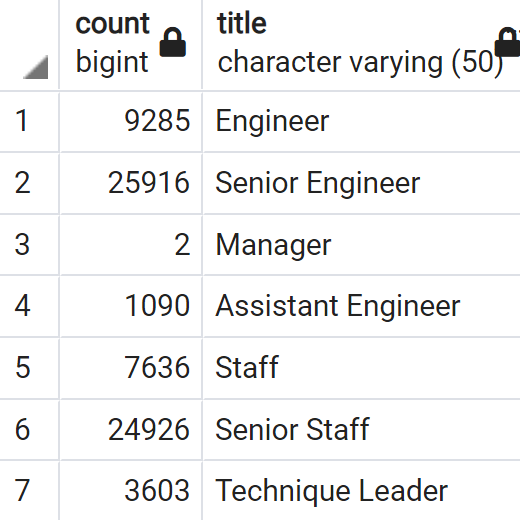 count title
bigint character varying (50)
1 9285 Engineer
2 25916 Senior Engineer
3 2 Manager
4 1090 Assistant Engineer
5 7636 Staff
6 24926 Senior Staff
7 3603 Technique Leader